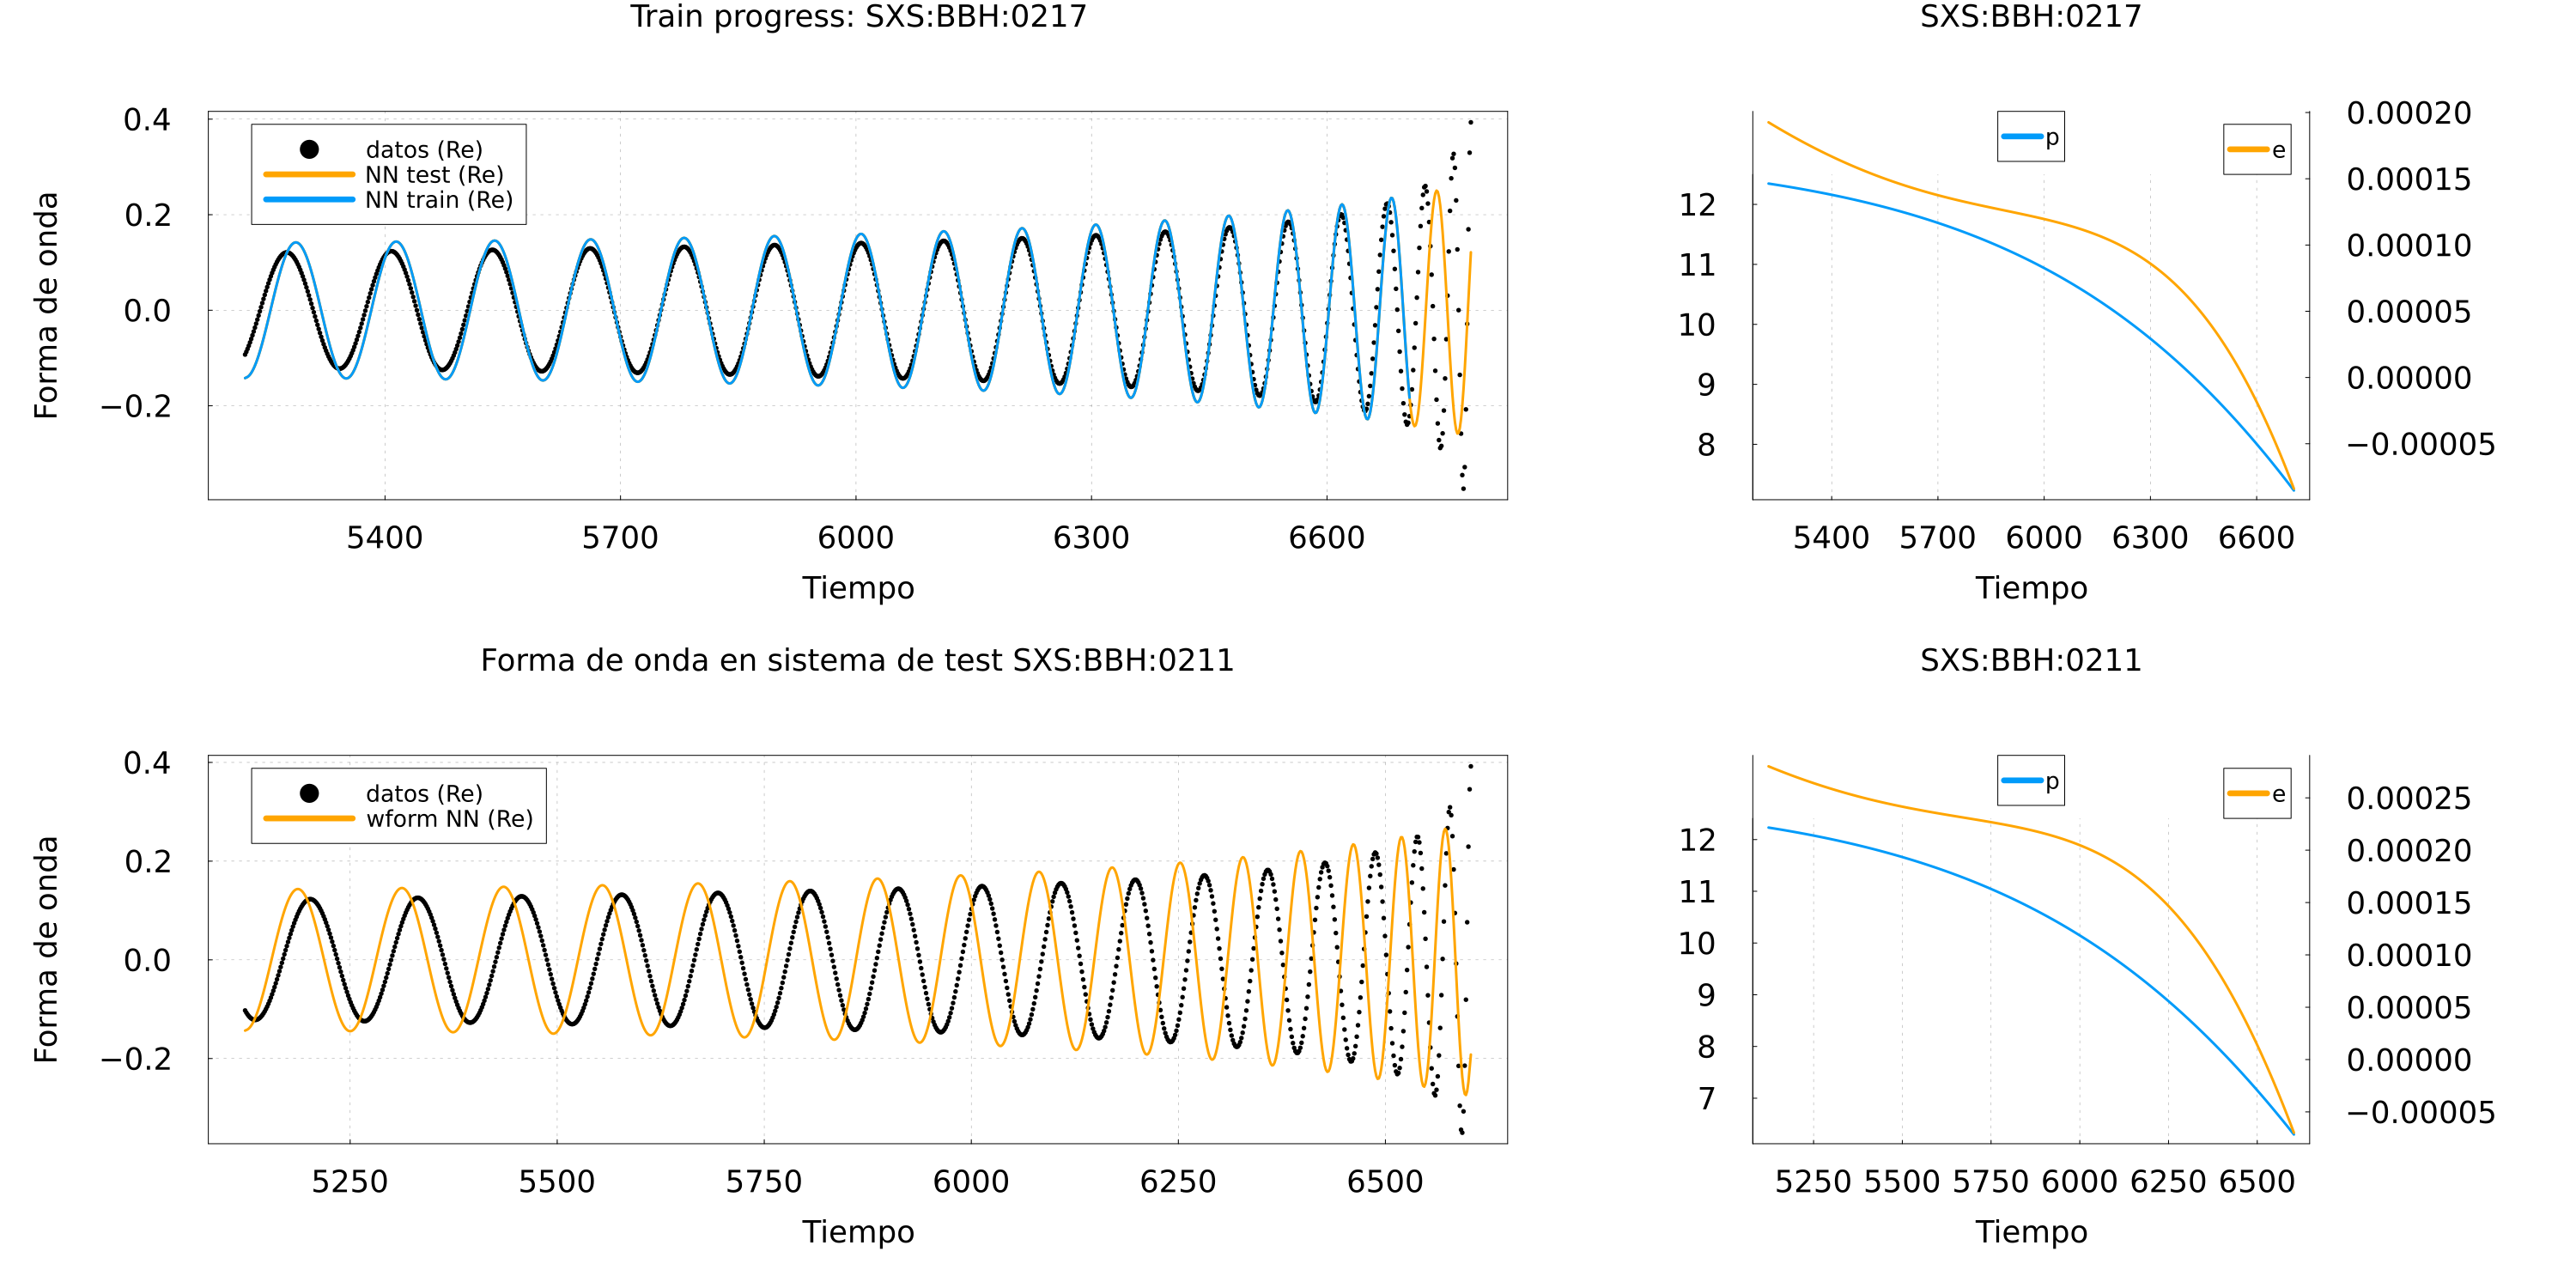 Train progress: SXS:BBH:0217
0.4
0.2
0.0
−0.2
Forma de onda
datos (Re)
NN test (Re)
NN train (Re)
5400 5700 6000 6300 6600
Tiempo
SXS:BBH:0217
12
11
10
9
8
p
e
0.00020
0.00015
0.00010
0.00005
0.00000
−0.00005
5400 5700 6000 6300 6600
Tiempo
Forma de onda en sistema de test SXS:BBH:0211
0.4
0.2
0.0
−0.2
Forma de onda
datos (Re)
wform NN (Re)
5250 5500 5750 6000 6250 6500
Tiempo
SXS:BBH:0211
12
11
10
9
8
7
p
e
0.00025
0.00020
0.00015
0.00010
0.00005
0.00000
−0.00005
5250 5500 5750 6000 6250 6500
Tiempo